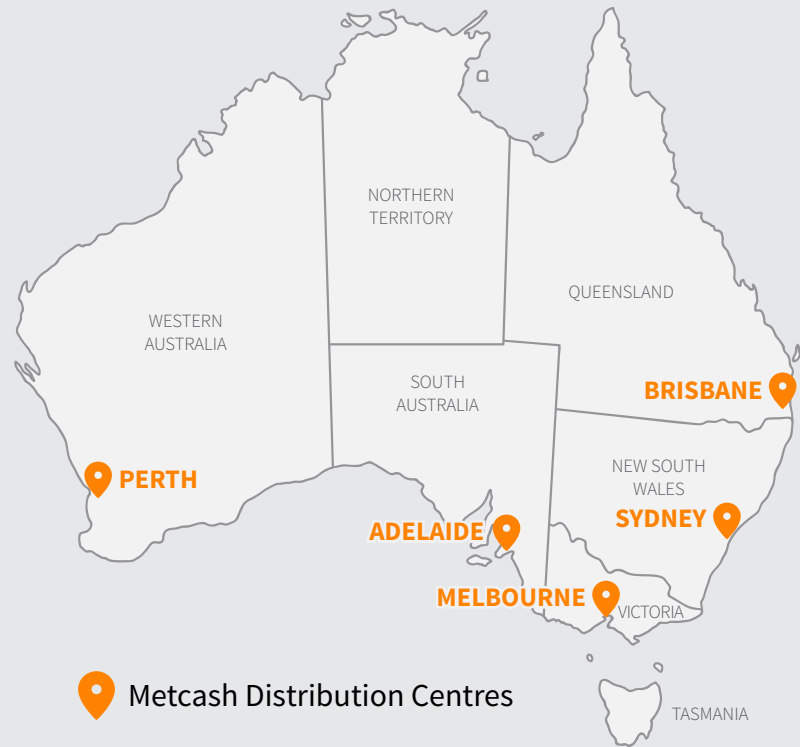 NORTHERN
TERRITORY
QUEENSLAND
WESTERN
AUSTRALIA
SOUTH
AUSTRALIA
BRISBANE
NEW SOUTH
WALES
PERTH
SYDNEY
ADELAIDE
MELBOURNE
VICTORIA
Metcash Distribution Centres
TASMANIA